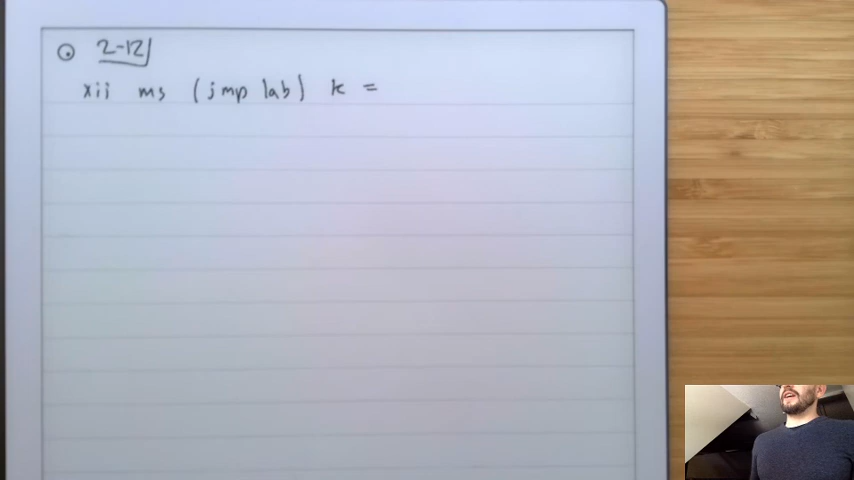 ⊙ 2-12
xii ms (jmp lab) k =